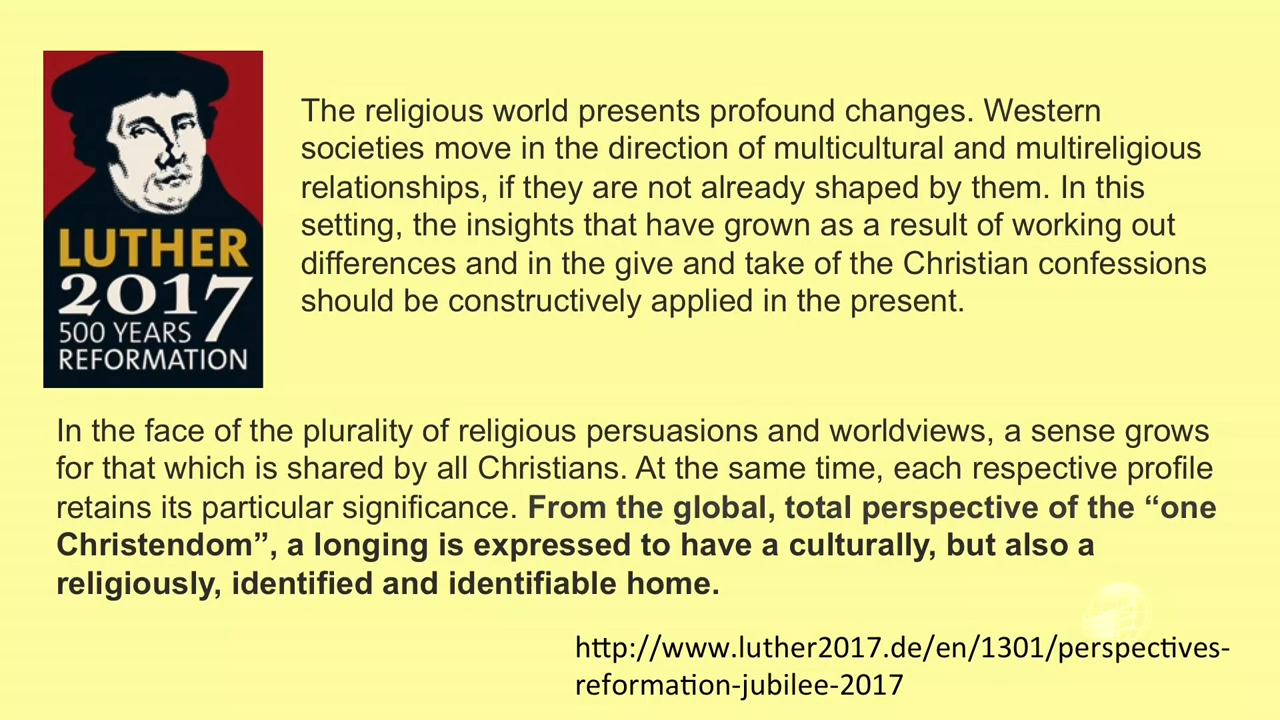 LUTHER
2017
500 YEARS
REFORMATION
The religious world presents profound changes. Western
societies move in the direction of multicultural and multireligious
relationships, if they are not already shaped by them. In this
setting, the insights that have grown as a result of working out
differences and in the give and take of the Christian confessions
should be constructively applied in the present.
In the face of the plurality of religious persuasions and worldviews, a sense grows
for that which is shared by all Christians. At the same time, each respective profile
retains its particular significance. From the global, total perspective of the “one
Christendom”, a longing is expressed to have a culturally, but also a
religiously, identified and identifiable home.
http://www.luther2017.de/en/1301/perspectives-
reformation-jubilee-2017